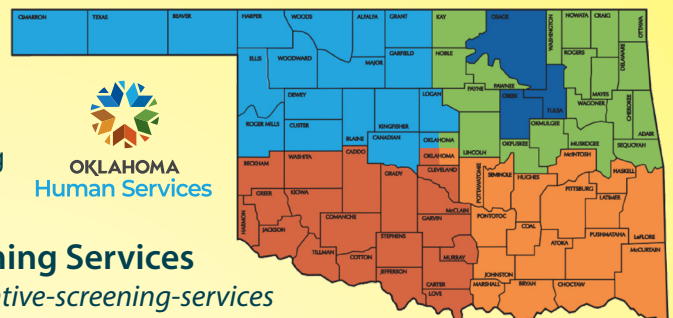 CIMARRON
TEXAS
BEAVER
HARPER
WOODS
ALFALFA
GRANT
KAY
OSAGE
WASHINGTON
NOWATA
CRAIG
OTTAWA
ELLIS
WOODWARD
MAJOR
GARFIELD
NOBLE
PAWNEE
ROGERS
DELAWARE
MAYES
DEWEY
LOGAN
PAYNE
CREEK
TULSA
WAGONER
CHEROKEE
ADAIR
ROGER MILLS
CUSTER
BLAINE
KINGFISHER
CANADIAN
OKLAHOMA
OKLAHOMA
LINCOLN
OKFUSKEE
OKMULGEE
MUSKOGEE
SEQUOYAH
BECKHAM
WASHITA
CADDO
GRADY
CLEVELAND
POTTAWATOMIE
SEMINOLE
HUGHES
McINTOSH
HASKELL
GREER
KIOWA
HARMON
JACKSON
COMANCHE
McCLAIN
GARVIN
PONTOTOC
PITTSBURG
LATIMER
LeFLORE
TILLMAN
COTTON
STEPHENS
MURRAY
COAL
ATOKA
PUSHMATAHA
McCURTAIN
JEFFERSON
CARTER
LOVE
JOHNSTON
MARSHALL
BRYAN
CHOCTAW
g
OKLAHOMA
Human Services
ning Services
ntive-screening-services